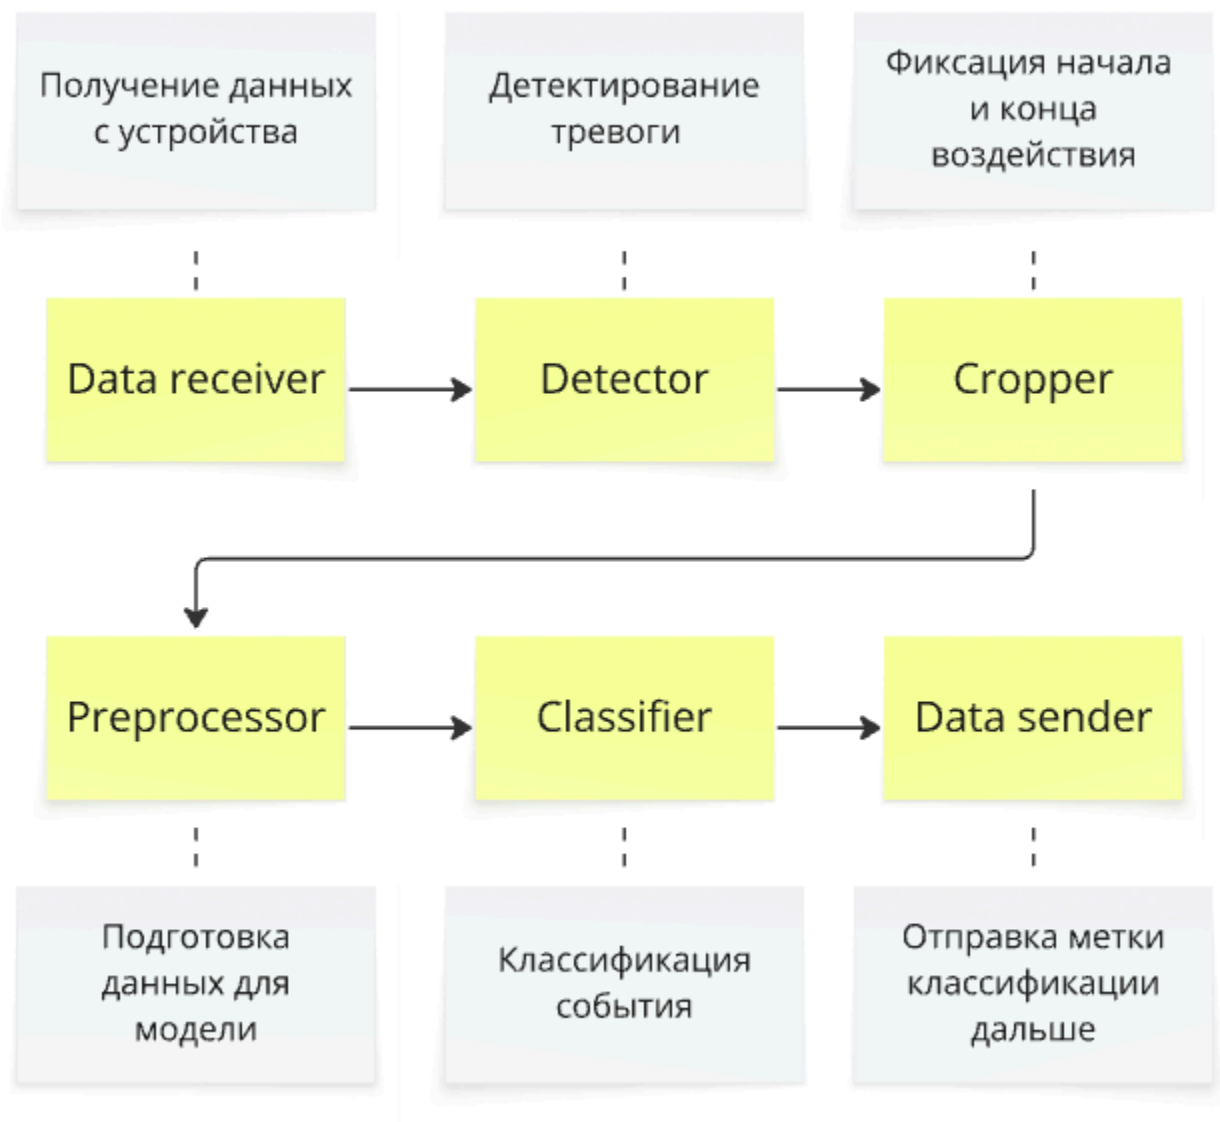 Получение данных
с устройства
Детектирование
тревоги
Фиксация начала
и конца
воздействия
Data receiver
Detector
Cropper
Preprocessor
Classifier
Data sender
Подготовка
данных для
модели
Классификация
события
Отправка метки
классификации
дальше